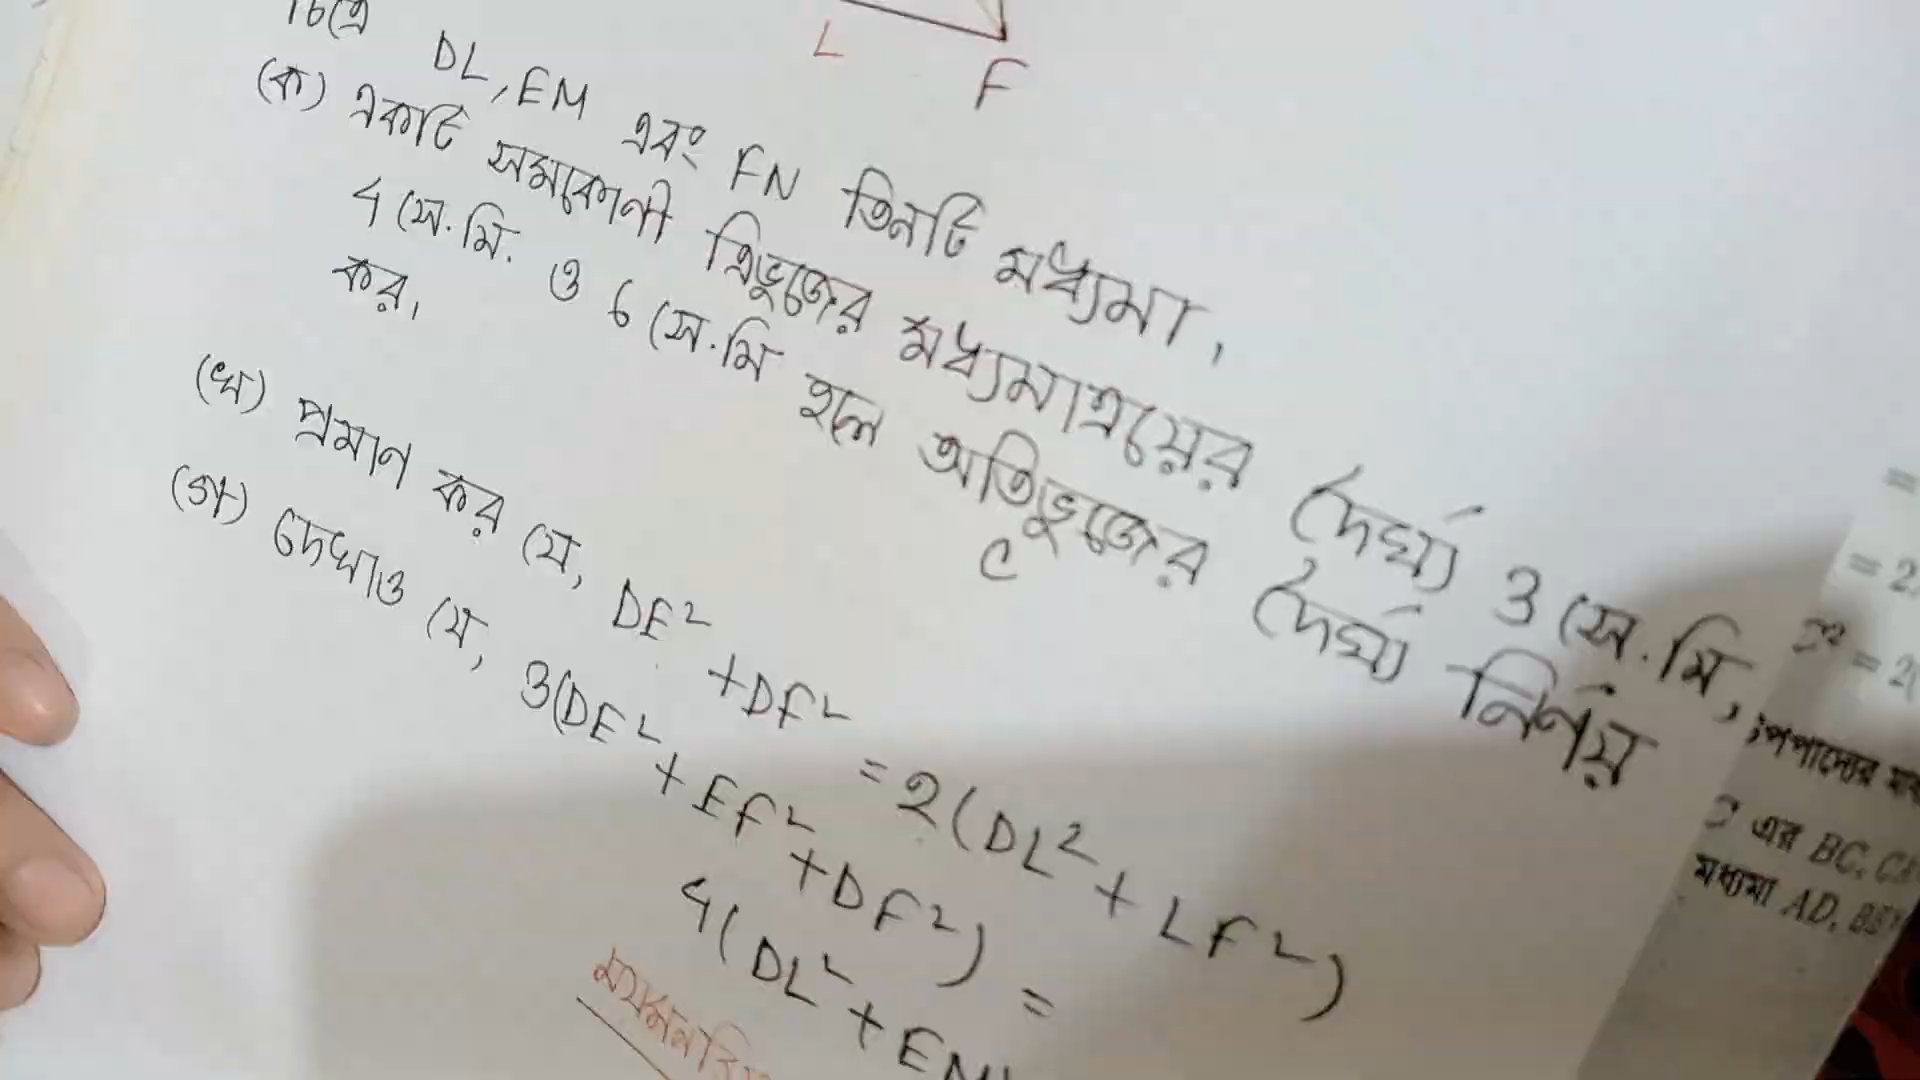 L
F
চিত্রে DL, EM এবং FN তিনটি মধ্যমা।
(ক) একটি সমকোণী ত্রিভুজের মধ্যমাত্রয়ের দৈর্ঘ্য 3 সে.মি,
4 সে.মি. ও 6 সে.মি হলে অতিভুজের দৈর্ঘ্য নির্ণয়
কর।
C
(খ) প্রমাণ কর যে, DE² + DF² = 2(DL² + LF²)
(গ) দেখাও যে, 3(DE² + EF² + DF²) =
4(DL² + EM
=
= 2
= 2(
এর BC, C
মধ্যমা AD, BE